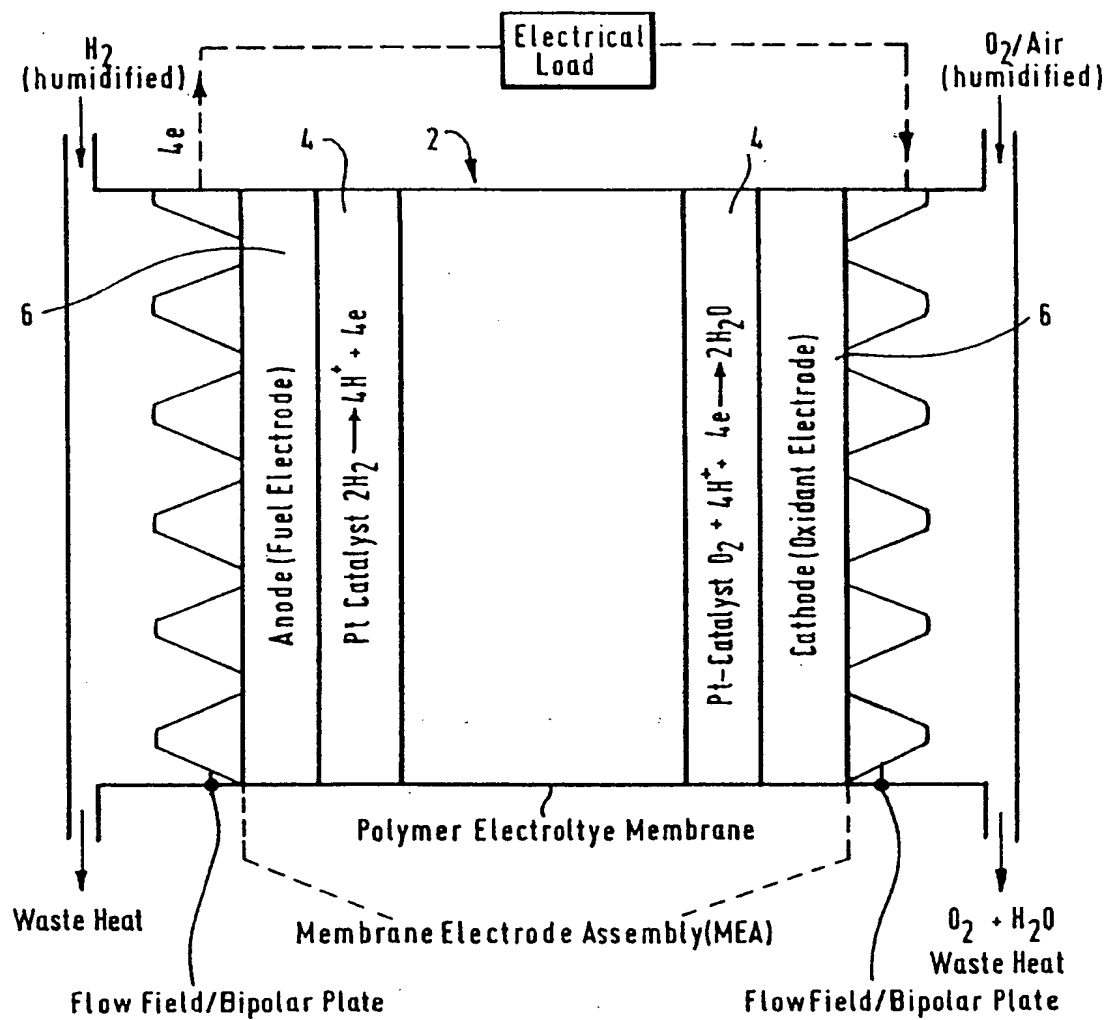 Electrical
Load
H2
(humidified)
O2/Air
(humidified)
4e
4
2
4
6
6
Anode (Fuel Electrode)
Pt Catalyst 2H2 → 4H+ + 4e
Pt-Catalyst O2 + 4H+ + 4e → 2H2O
Cathode (Oxidant Electrode)
Polymer Electroltye Membrane
Waste Heat
Membrane Electrode Assembly(MEA)
O2 + H2O
Waste Heat
Flow Field/Bipolar Plate
FlowField/Bipolar Plate